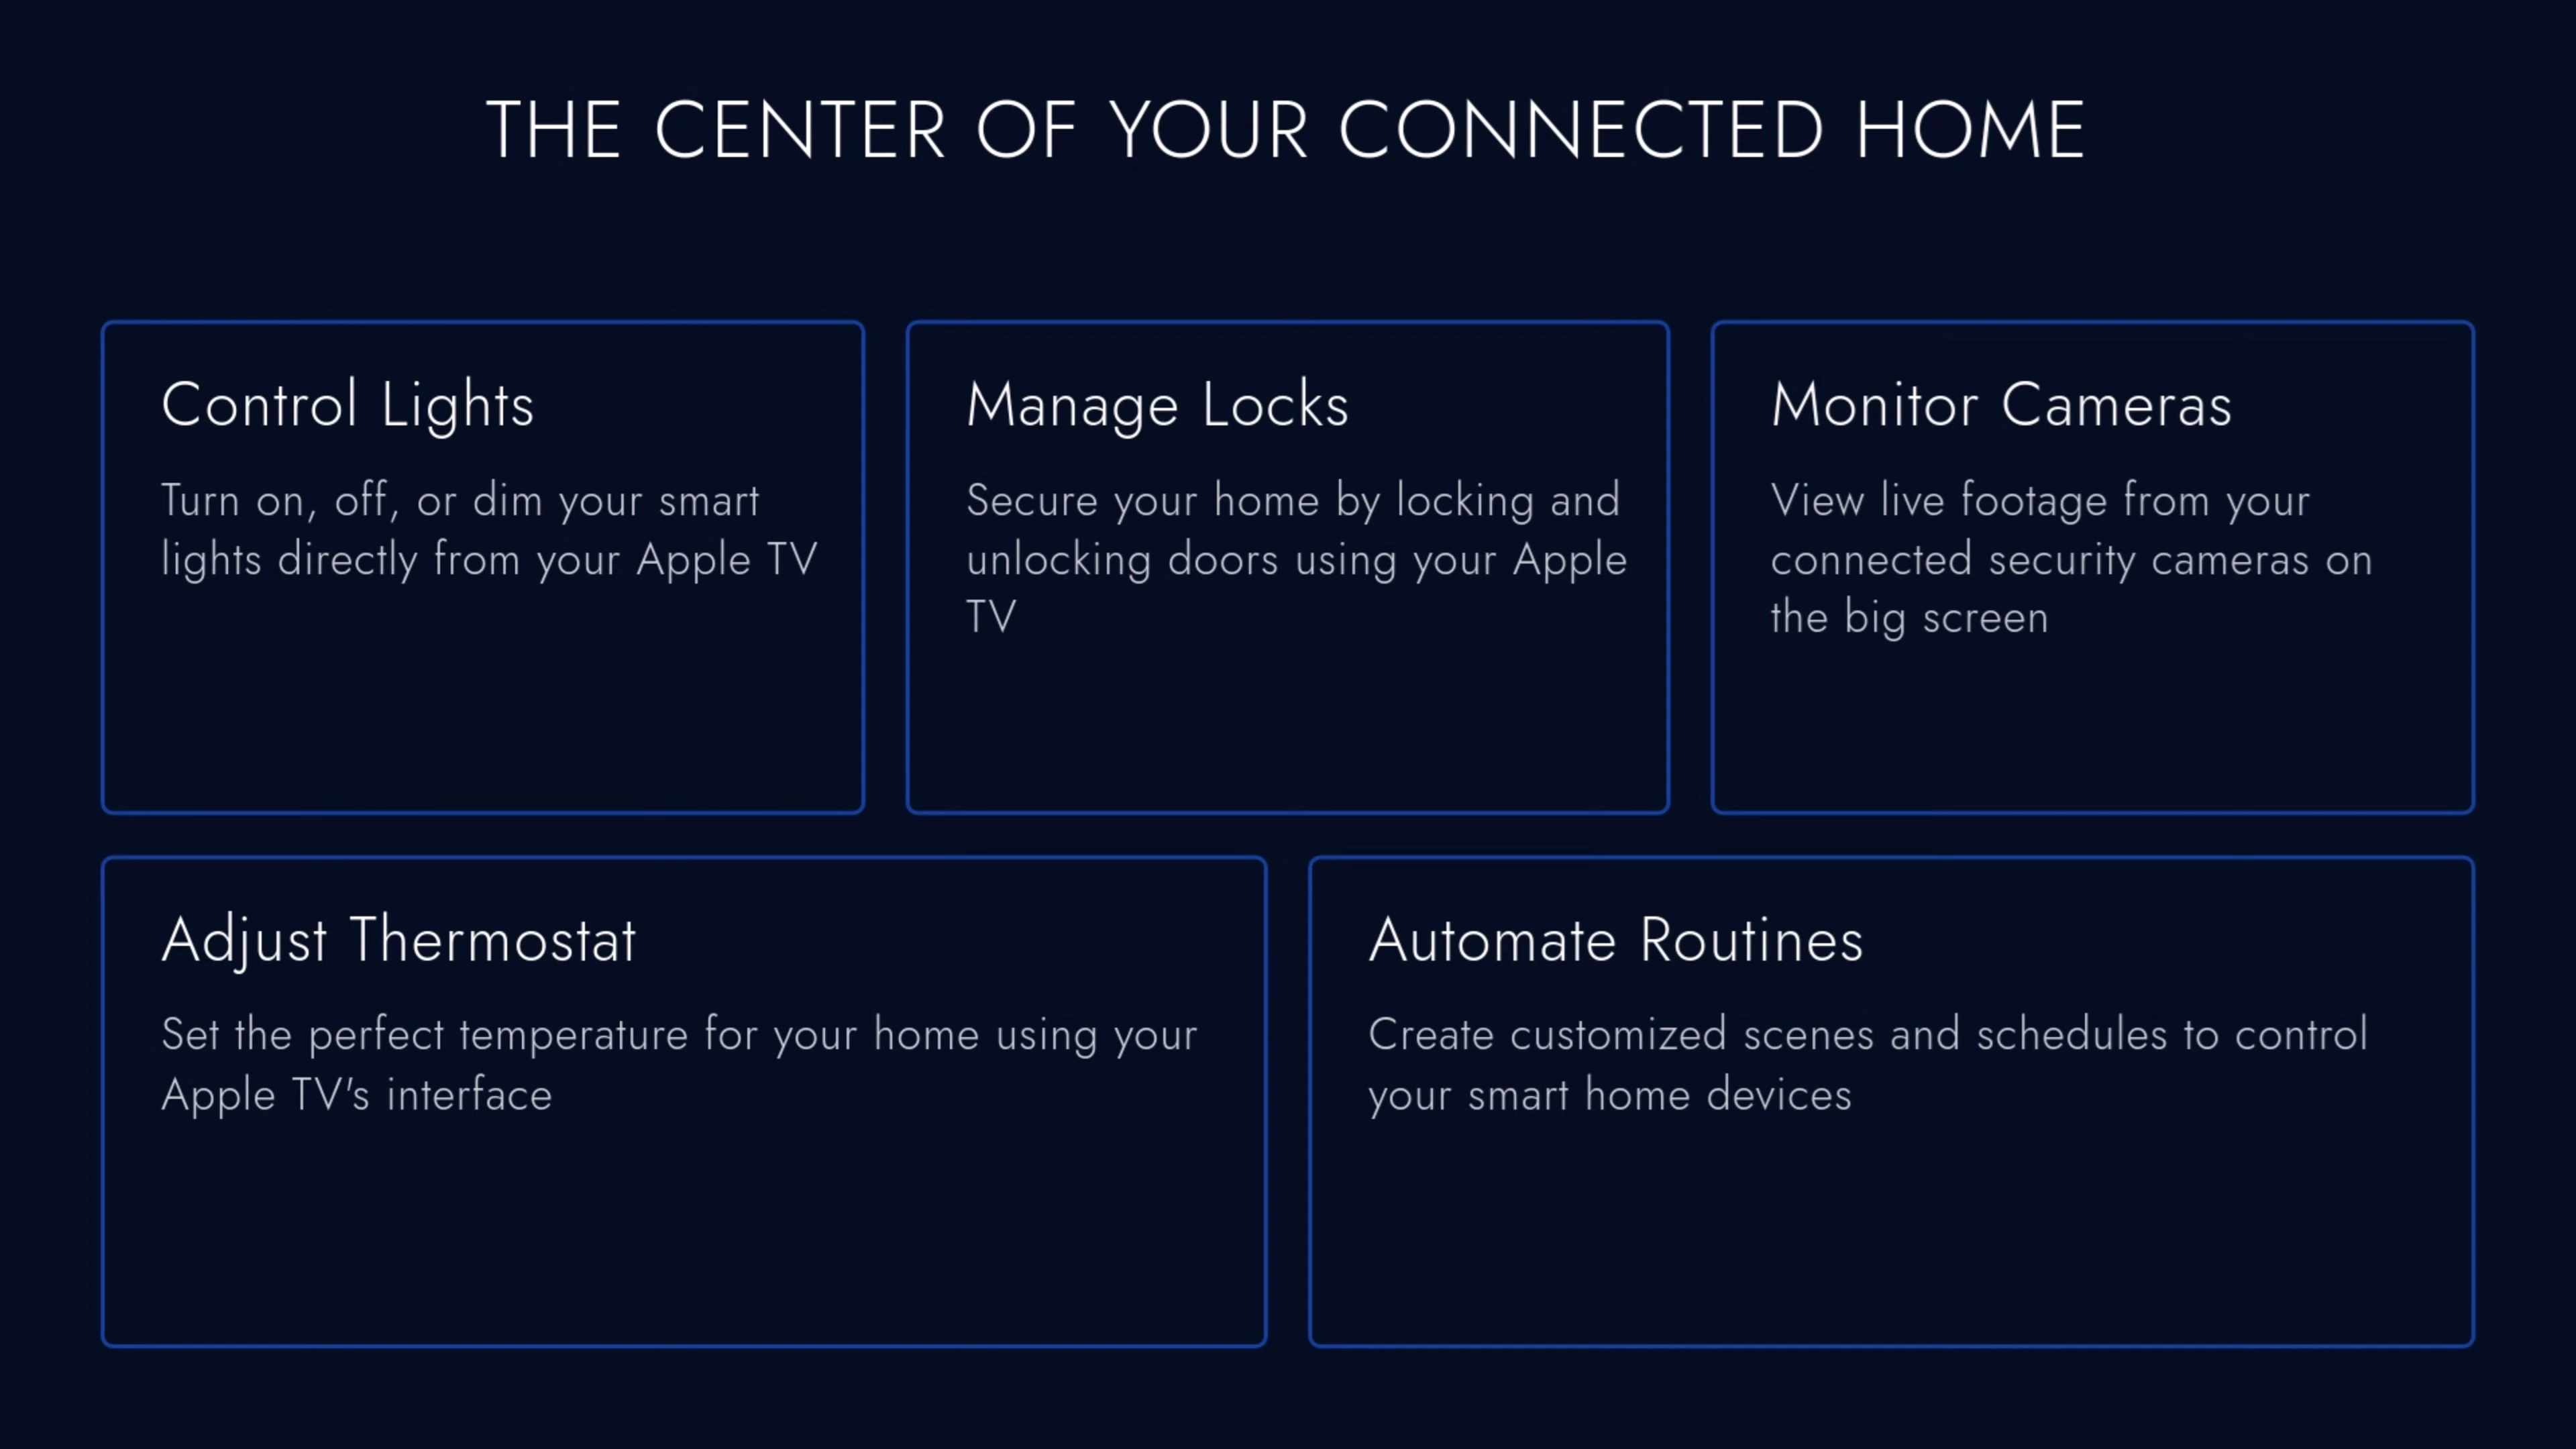 THE CENTER OF YOUR CONNECTED HOME
Control Lights
Turn on, off, or dim your smart
lights directly from your Apple TV
Manage Locks
Secure your home by locking and
unlocking doors using your Apple
TV
Monitor Cameras
View live footage from your
connected security cameras on
the big screen
Adjust Thermostat
Set the perfect temperature for your home using your
Apple TV's interface
Automate Routines
Create customized scenes and schedules to control
your smart home devices